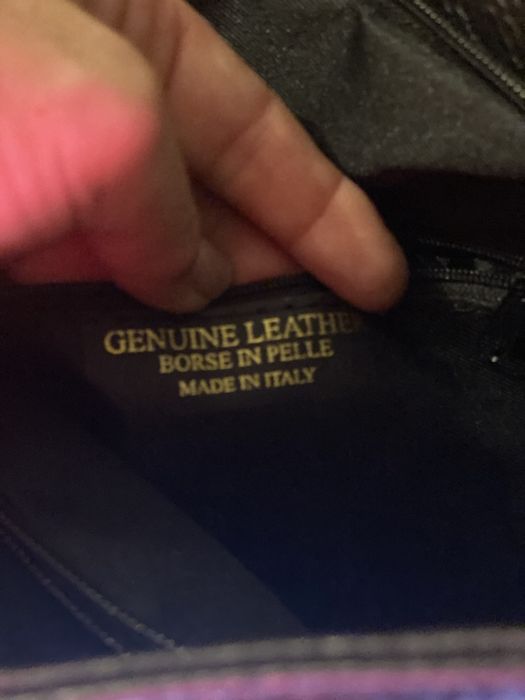 GENUINE LEATHER
BORSE IN PELLE
MADE IN ITALY